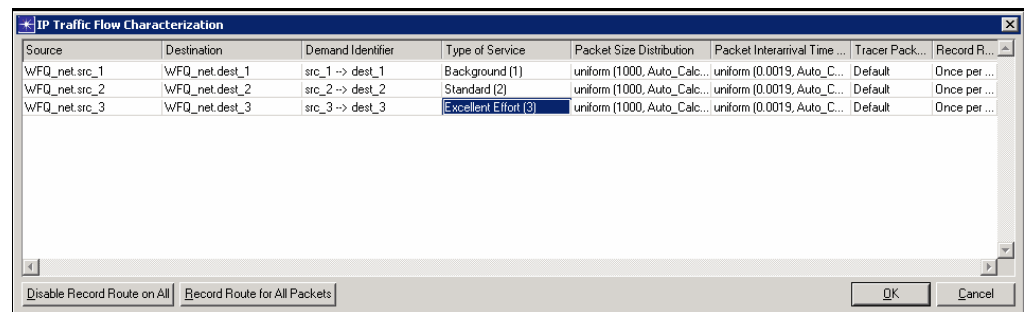 IP Traffic Flow Characterization
Source Destination Demand Identifier Type of Service Packet Size Distribution Packet Interarrival Time ... Tracer Pack... Record R...
WFQ_net.src_1 WFQ_net.dest_1 src_1 --> dest_1 Background (1) uniform (1000, Auto_Calc... uniform (0.0019, Auto_C... Default Once per ...
WFQ_net.src_2 WFQ_net.dest_2 src_2 --> dest_2 Standard (2) uniform (1000, Auto_Calc... uniform (0.0019, Auto_C... Default Once per ...
WFQ_net.src_3 WFQ_net.dest_3 src_3 --> dest_3 Excellent Effort (3) uniform (1000, Auto_Calc... uniform (0.0019, Auto_C... Default Once per ...
Disable Record Route on All Record Route for All Packets OK Cancel